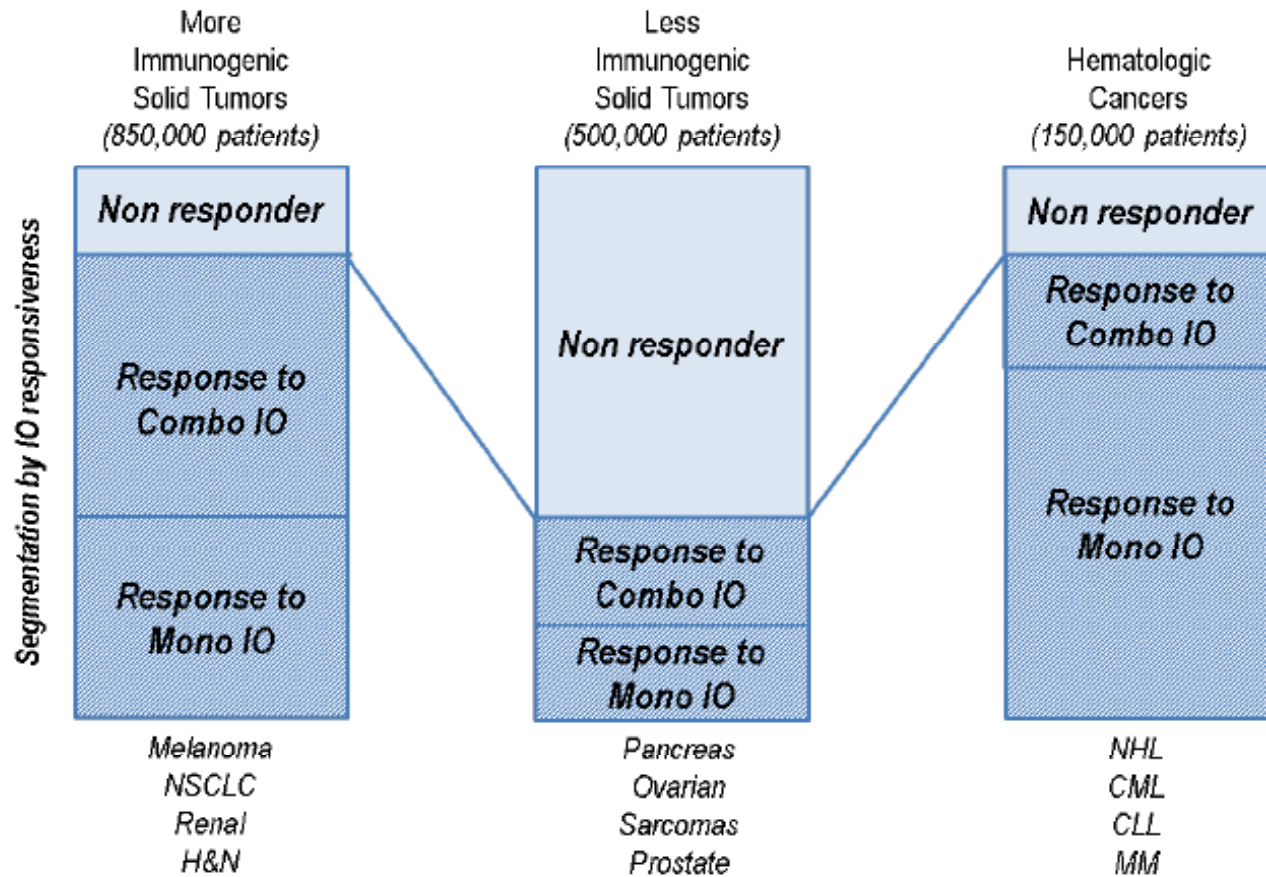 More
Immunogenic
Solid Tumors
(850,000 patients)
Less
Immunogenic
Solid Tumors
(500,000 patients)
Hematologic
Cancers
(150,000 patients)
Segmentation by IO responsiveness
Non responder
Response to
Combo IO
Response to
Mono IO
Non responder
Response to
Combo IO
Response to
Mono IO
Non responder
Response to
Combo IO
Response to
Mono IO
Melanoma
NSCLC
Renal
H&N
Pancreas
Ovarian
Sarcomas
Prostate
NHL
CML
CLL
MM